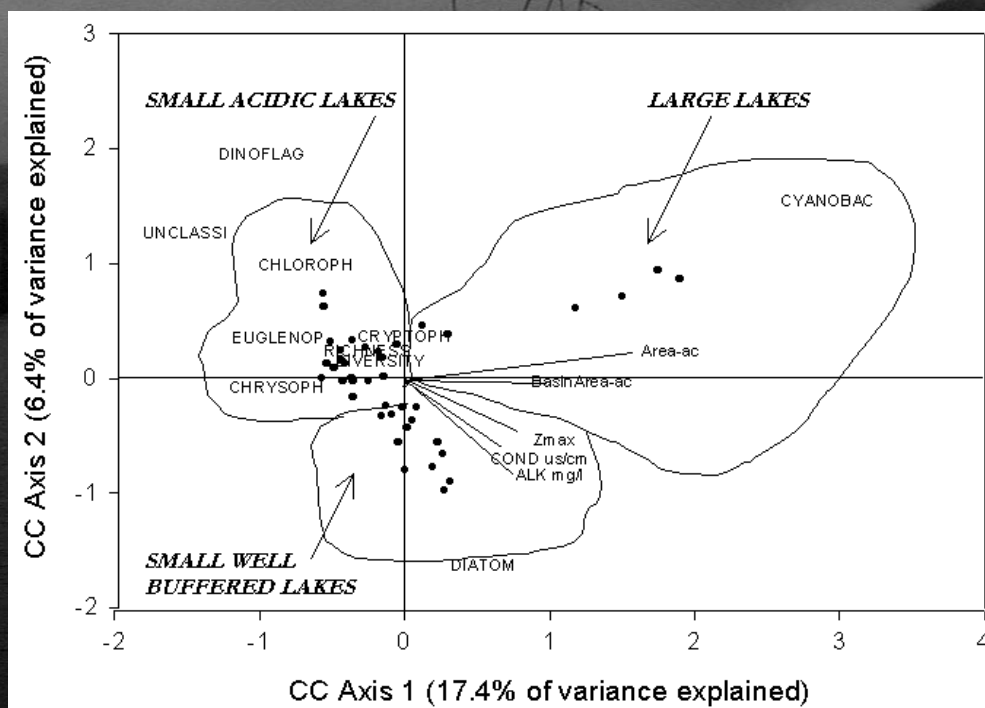 3
2
1
0
-1
-2
-2
-1
0
1
2
3
4
CC Axis 2 (6.4% of variance explained)
CC Axis 1 (17.4% of variance explained)
SMALL ACIDIC LAKES
LARGE LAKES
DINOFLAG
CYANOBAC
UNCLASSI
CHLOROPH
EUGLENOP
CRYPTOPH
RICHNESS
DIVERSITY
CHRYSOPH
Area-ac
BasinArea-ac
Zmax
COND us/cm
ALK mg/l
SMALL WELL
BUFFERED LAKES
DIATOM